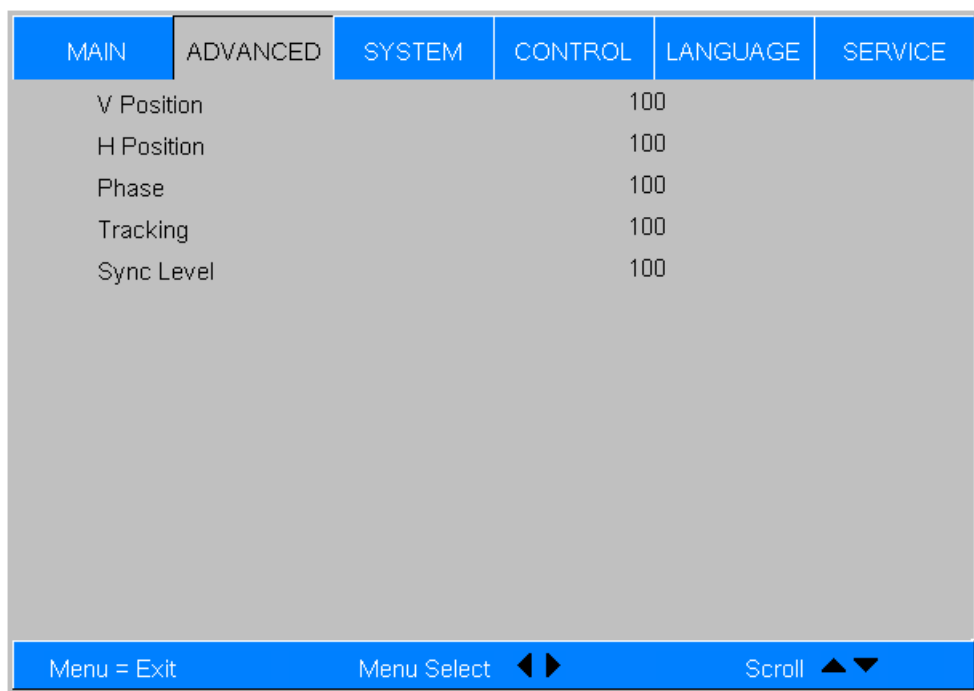 MAIN ADVANCED SYSTEM CONTROL LANGUAGE SERVICE
V Position 100
H Position 100
Phase 100
Tracking 100
Sync Level 100
Menu = Exit Menu Select Scroll